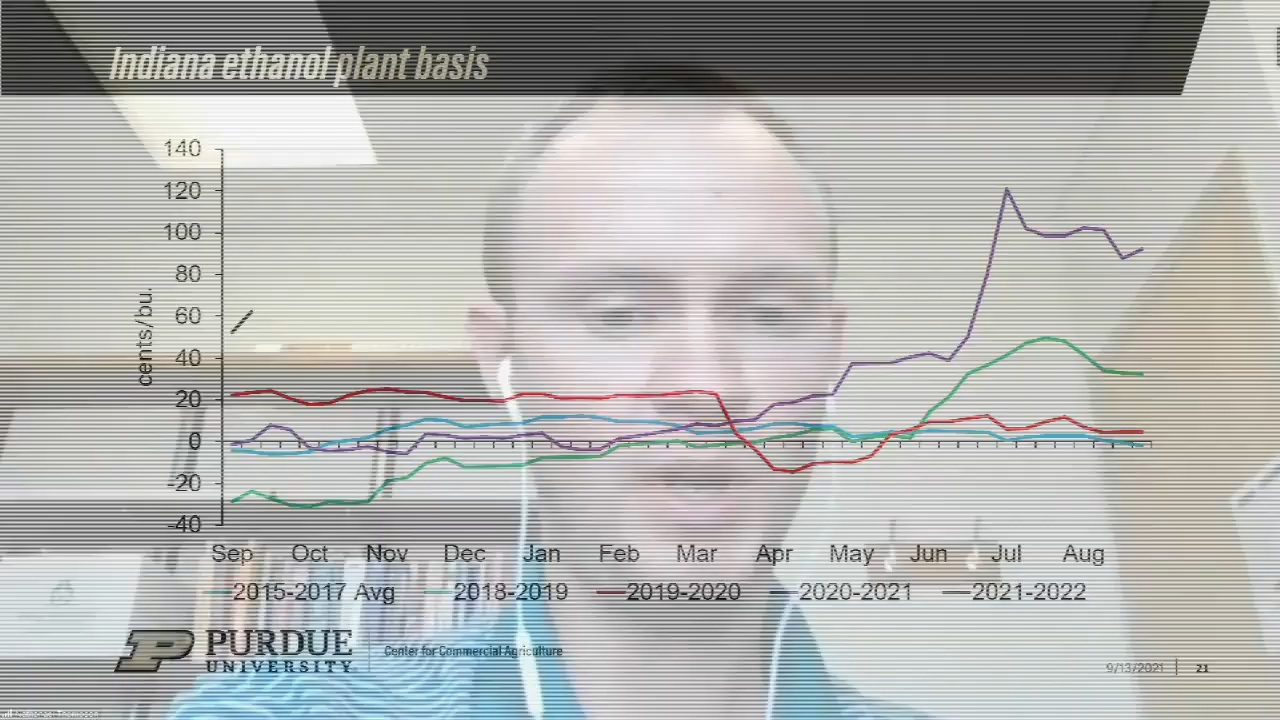 Indiana ethanol plant basis
140
120
100
80
60
40
20
0
-20
-40
cents/bu.
Sep Oct Nov Dec Jan Feb Mar Apr May Jun Jul Aug
2015-2017 Avg 2018-2019 2019-2020 2020-2021 2021-2022
P PURDUE
UNIVERSITY
Center for Commercial Agriculture
9/13/2021 21